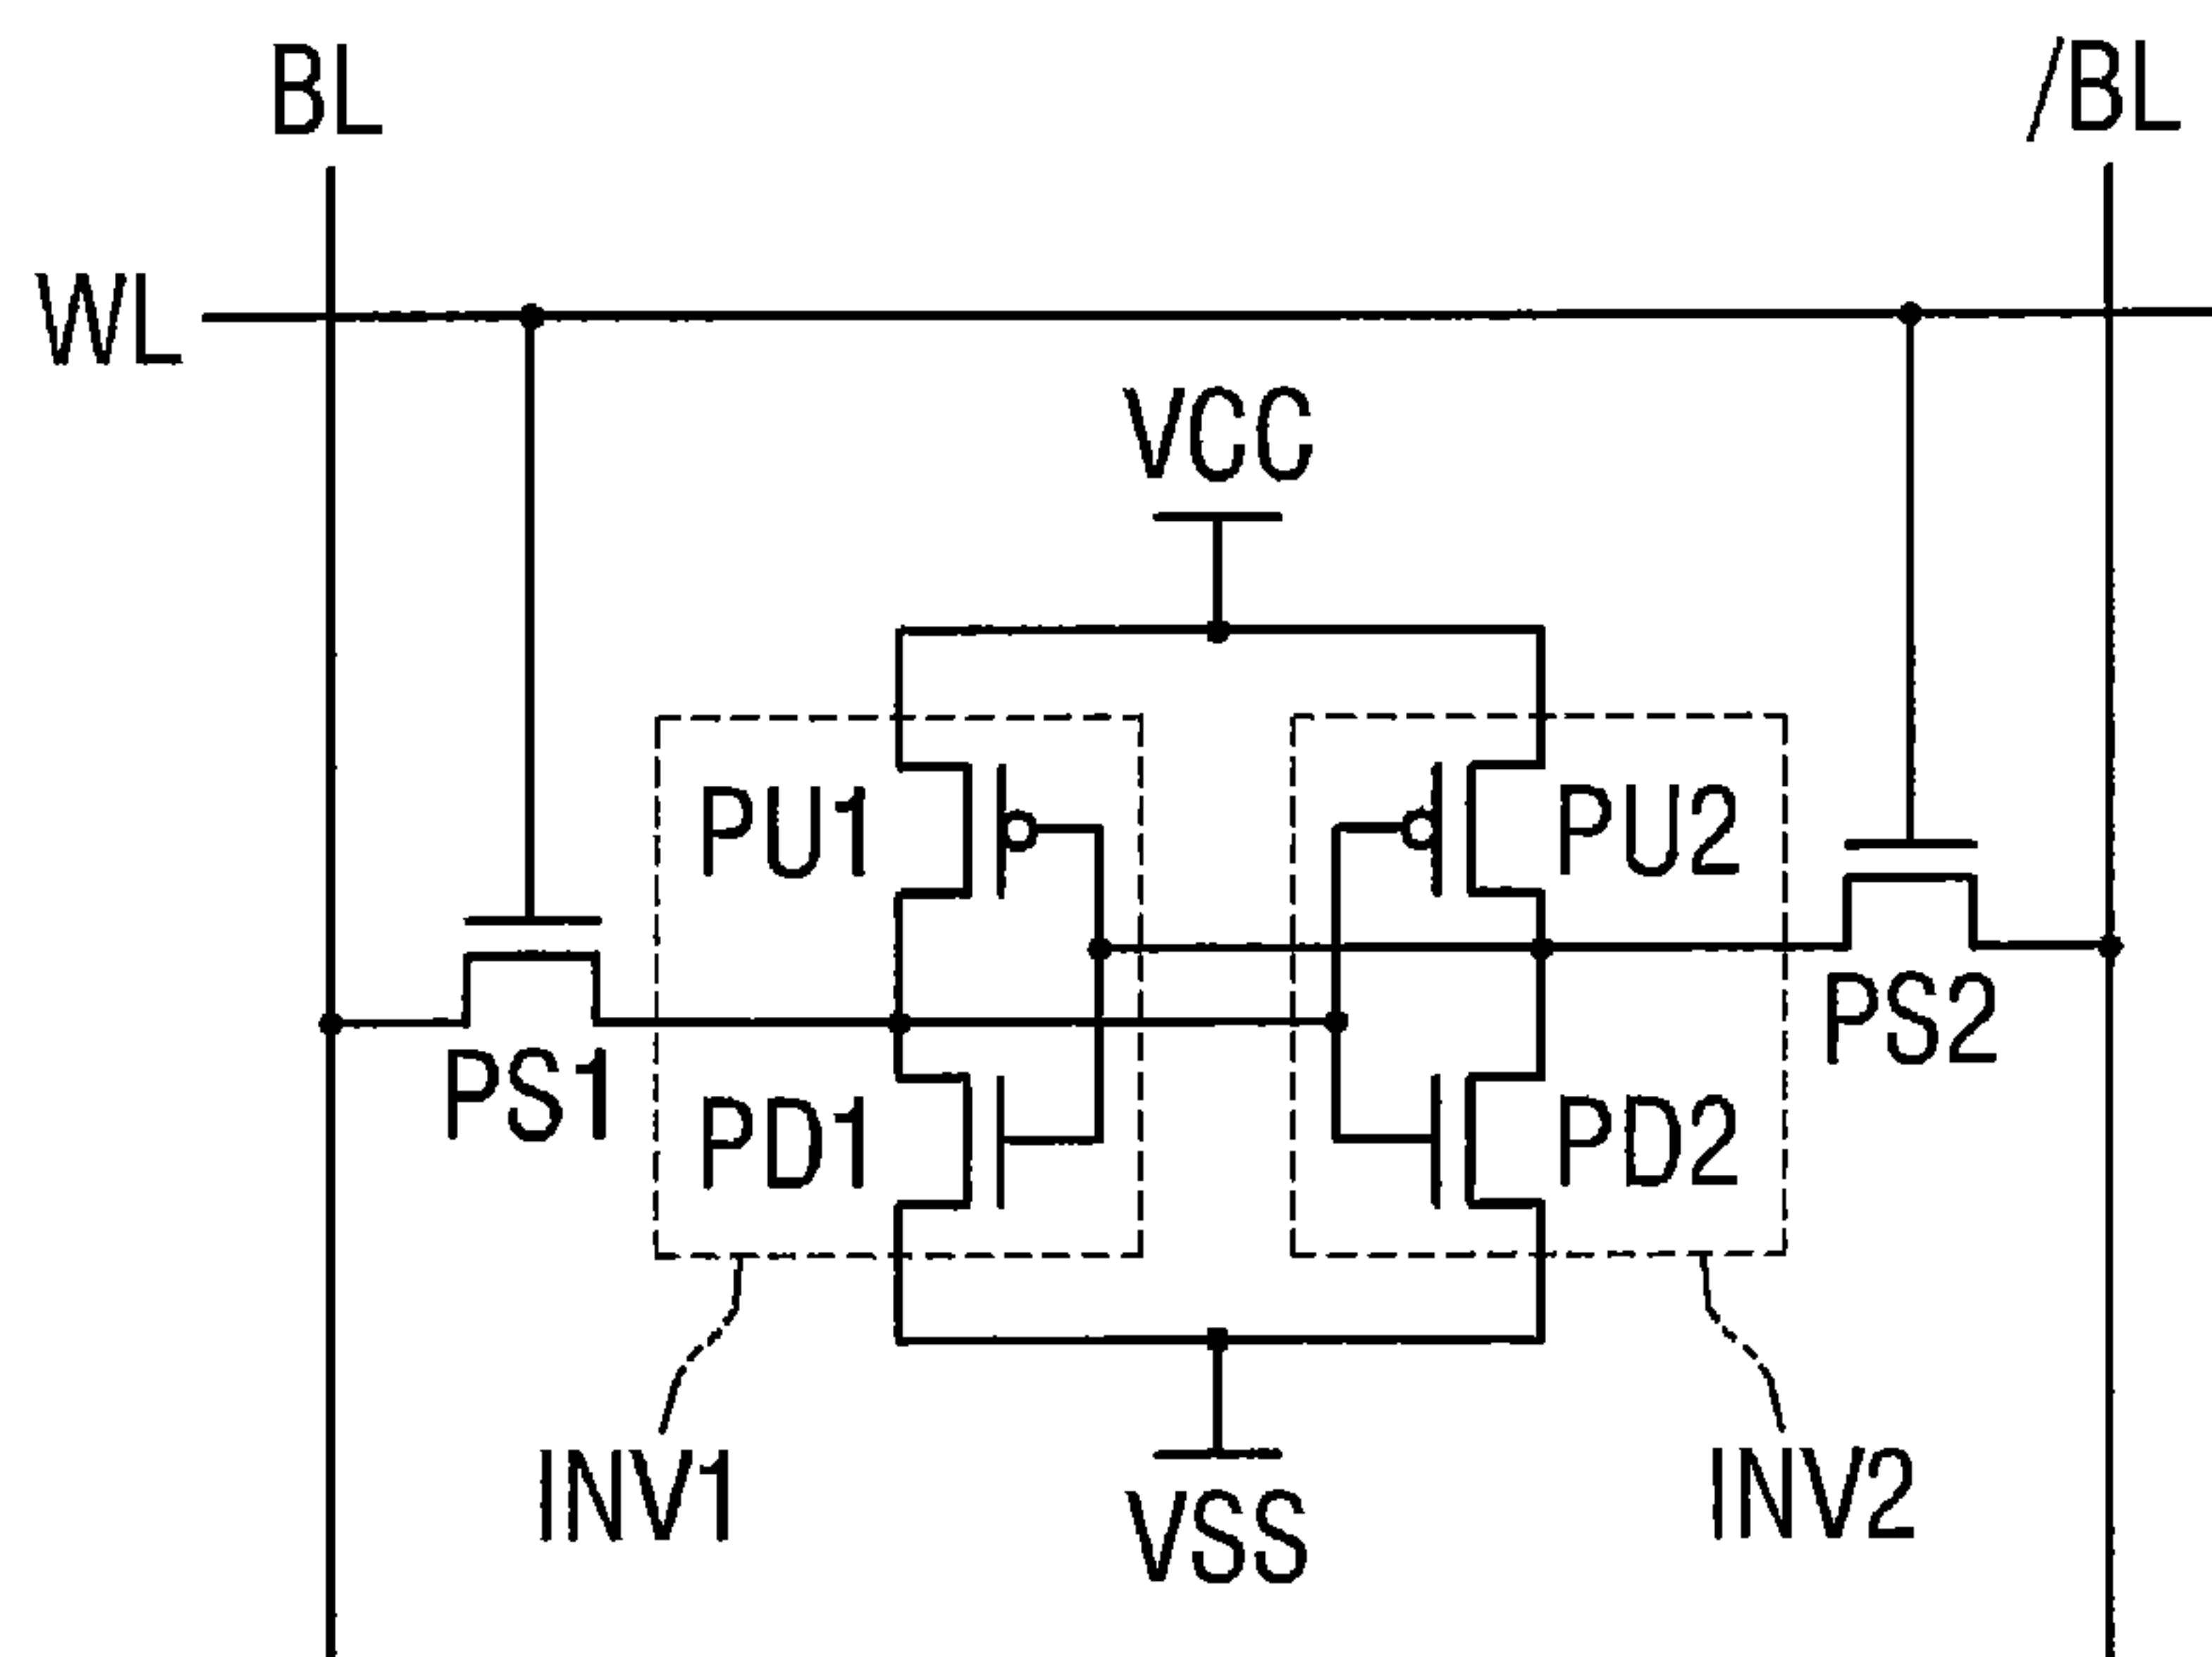 BL
/BL
WL
VCC
PU1
PU2
PS1
PS2
PD1
PD2
INV1
INV2
VSS